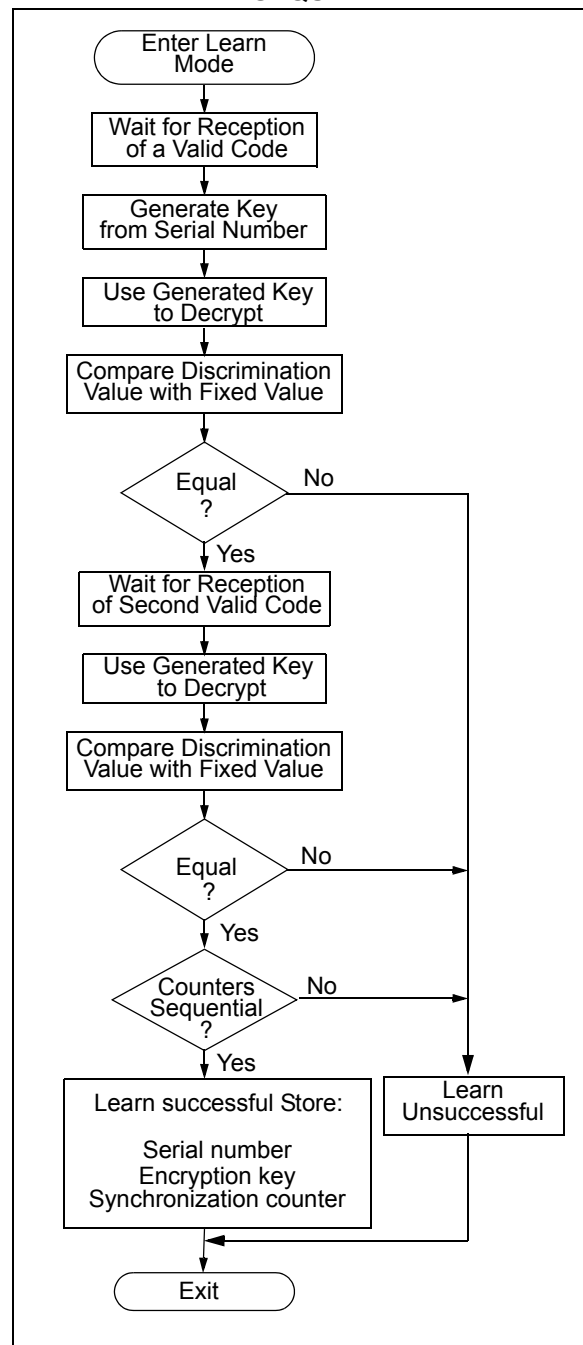 Enter Learn
Mode
Wait for Reception
of a Valid Code
Generate Key
from Serial Number
Use Generated Key
to Decrypt
Compare Discrimination
Value with Fixed Value
Equal
?
No
Yes
Wait for Reception
of Second Valid Code
Use Generated Key
to Decrypt
Compare Discrimination
Value with Fixed Value
Equal
?
No
Yes
Counters
Sequential
?
No
Yes
Learn successful Store:
Serial number
Encryption key
Synchronization counter
Learn
Unsuccessful
Exit